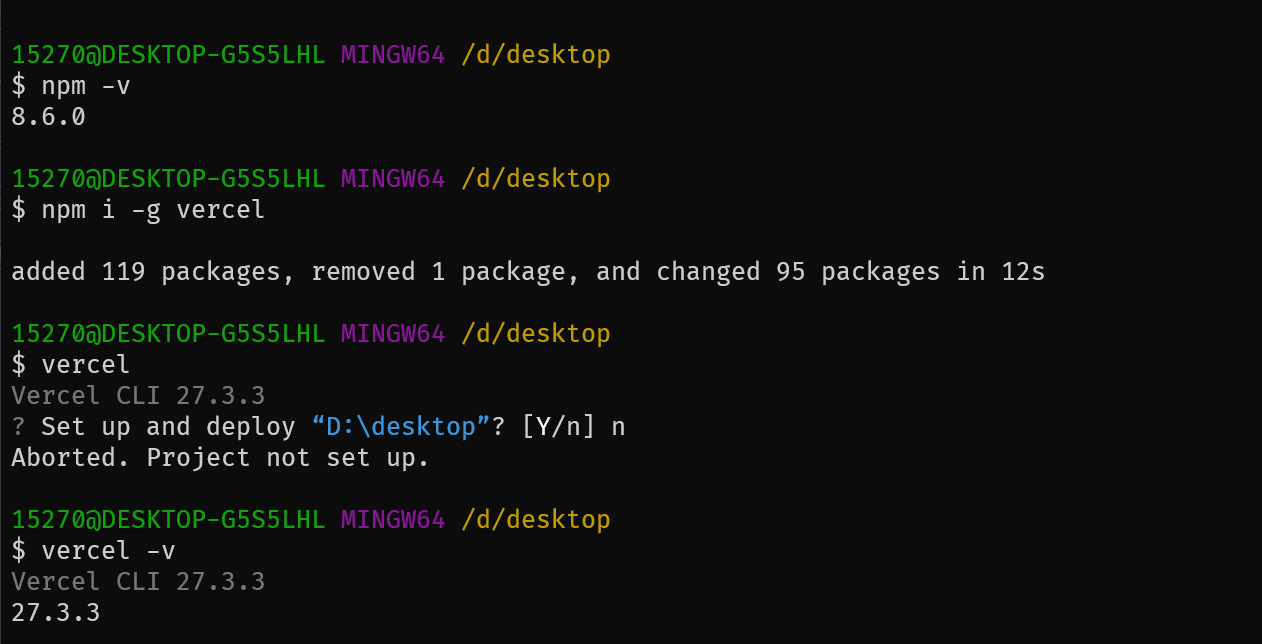 15270@DESKTOP-G5S5LHL MINGW64 /d/desktop
$ npm -v
8.6.0
15270@DESKTOP-G5S5LHL MINGW64 /d/desktop
$ npm i -g vercel
added 119 packages, removed 1 package, and changed 95 packages in 12s
15270@DESKTOP-G5S5LHL MINGW64 /d/desktop
$ vercel
Vercel CLI 27.3.3
? Set up and deploy “D:\desktop”? [Y/n] n
Aborted. Project not set up.
15270@DESKTOP-G5S5LHL MINGW64 /d/desktop
$ vercel -v
Vercel CLI 27.3.3
27.3.3